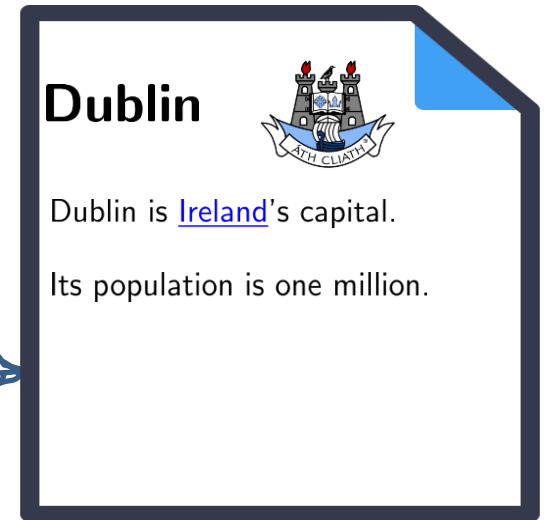 Dublin
ÁTH CLIATH
Dublin is Ireland's capital.
Its population is one million.